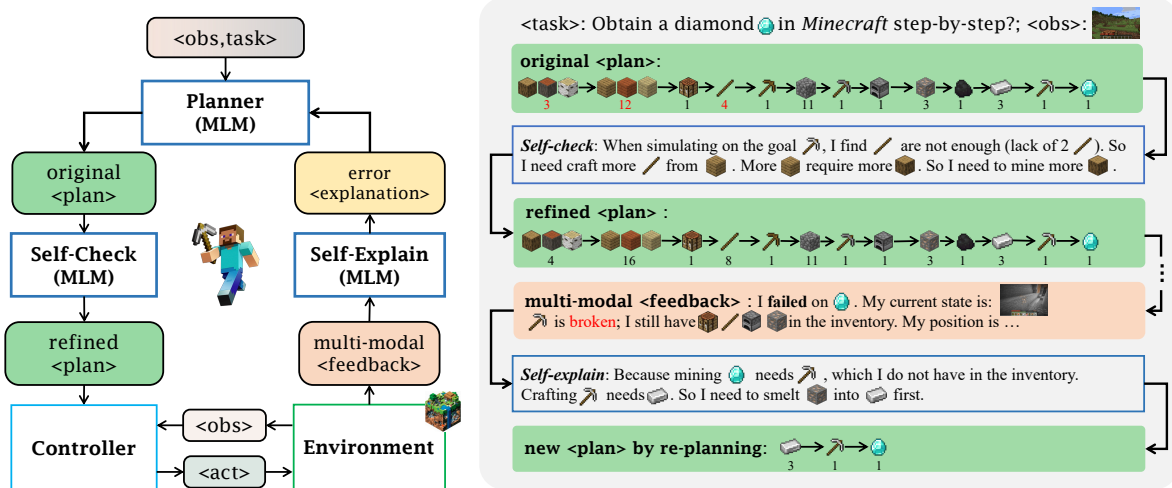 <obs,task>
Planner
(MLM)
original
<plan>
error
<explanation>
Self-Check
(MLM)
Self-Explain
(MLM)
refined
<plan>
multi-modal
<feedback>
Controller
<obs>
<act>
Environment
<task>: Obtain a diamond in Minecraft step-by-step?; <obs>:
original <plan>:
3 12 1 4 1 11 1 1 3 1 3 1 1
Self-check: When simulating on the goal , I find are not enough (lack of 2 ). So
I need craft more from . More require more . So I need to mine more .
refined <plan> :
4 16 1 8 1 11 1 1 3 1 3 1 1
multi-modal <feedback> : I failed on . My current state is:
is broken; I still have in the inventory. My position is …
Self-explain: Because mining needs , which I do not have in the inventory.
Crafting needs . So I need to smelt into first.
new <plan> by re-planning:
3 1 1